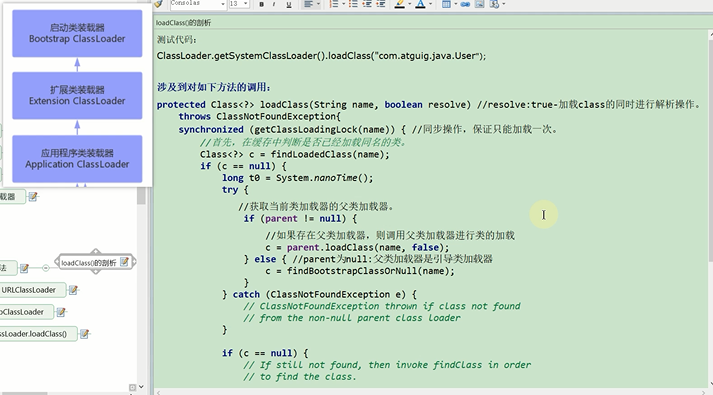 启动类装载器
Bootstrap ClassLoader
扩展类装载器
Extension ClassLoader
应用程序类装载器
Application ClassLoader
载器
法
loadClass()的剖析
URLClassLoader
ClassLoader
ssLoader.loadClass()
Consolas
13
B I U
loadClass()的剖析
测试代码：
ClassLoader.getSystemClassLoader().loadClass("com.atguig.java.User");
涉及到对如下方法的调用：
protected Class<?> loadClass(String name, boolean resolve) //resolve:true-加载class的同时进行解析操作。
throws ClassNotFoundException{
synchronized (getClassLoadingLock(name)) { //同步操作，保证只能加载一次。
//首先，在缓存中判断是否已经加载同名的类。
Class<?> c = findLoadedClass(name);
if (c == null) {
long t0 = System.nanoTime();
try {
//获取当前类加载器的父类加载器。
if (parent != null) {
//如果存在父类加载器，则调用父类加载器进行类的加载
c = parent.loadClass(name, false);
} else { //parent为null:父类加载器是引导类加载器
c = findBootstrapClassOrNull(name);
}
} catch (ClassNotFoundException e) {
// ClassNotFoundException thrown if class not found
// from the non-null parent class loader
}
if (c == null) {
// If still not found, then invoke findClass in order
// to find the class.